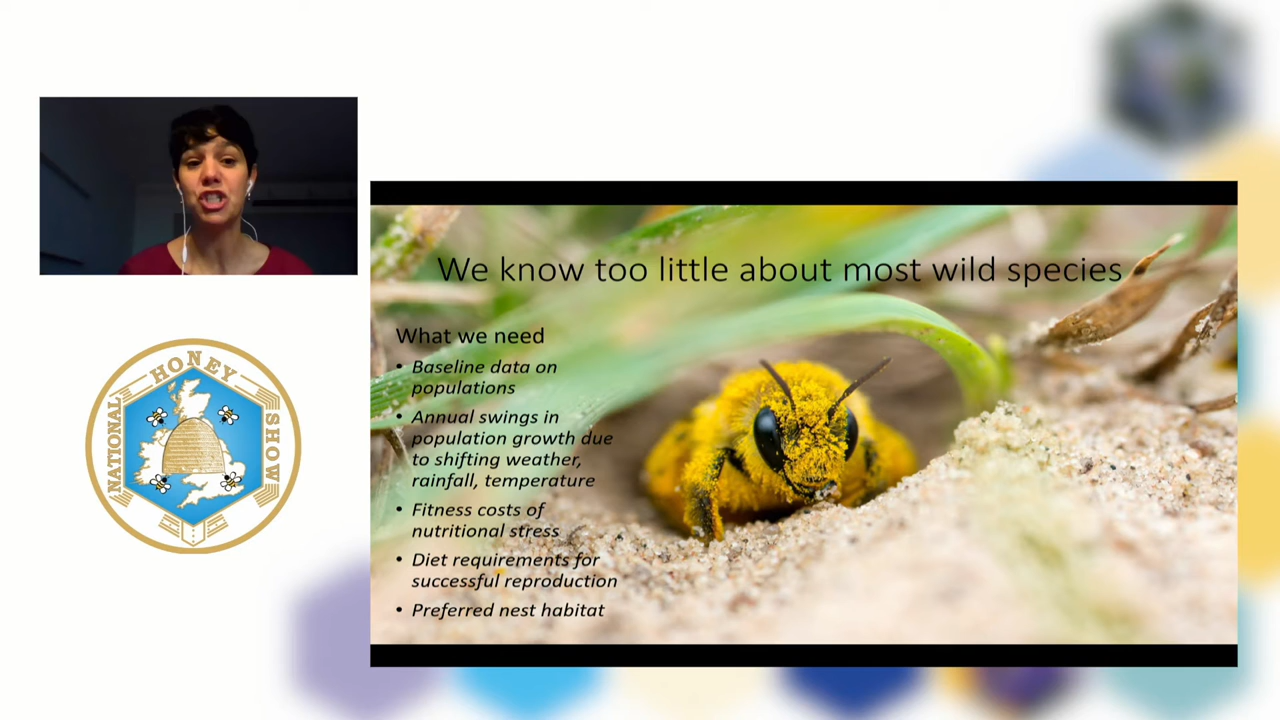 NATIONAL HONEY SHOW
We know too little about most wild species
What we need
• Baseline data on
populations
• Annual swings in
population growth due
to shifting weather,
rainfall, temperature
• Fitness costs of
nutritional stress
• Diet requirements for
successful reproduction
• Preferred nest habitat